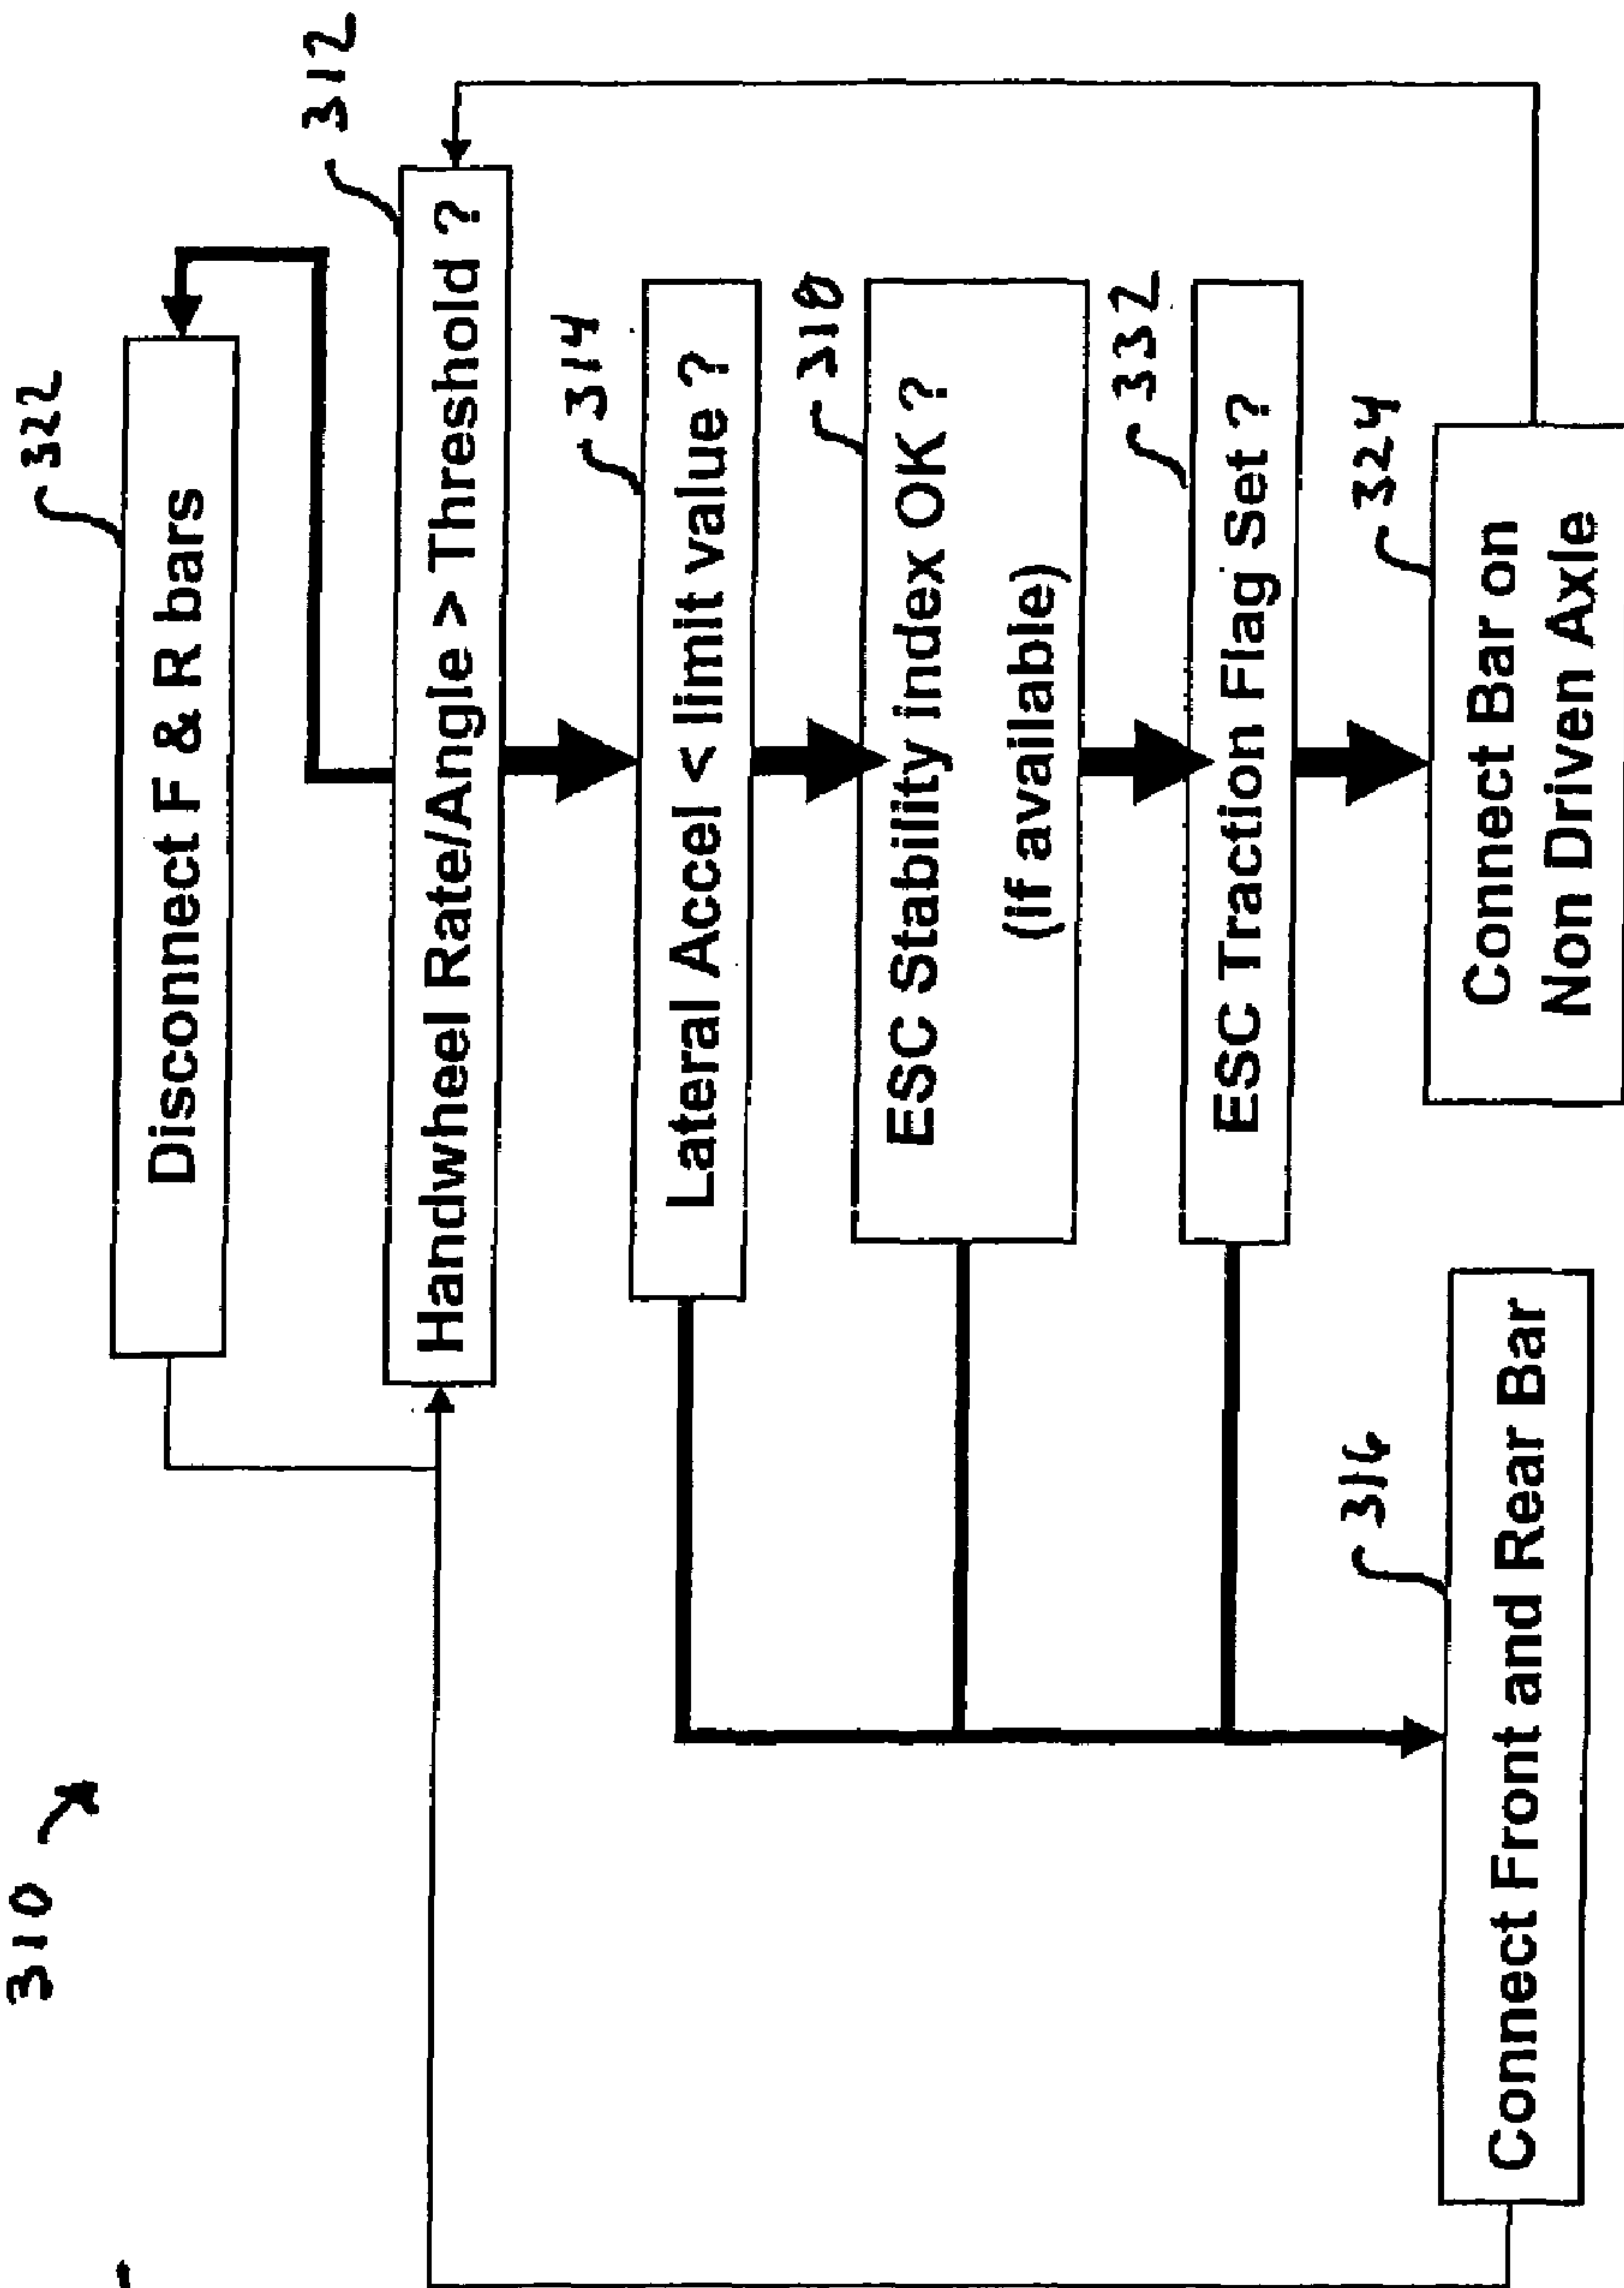 310
322
Disconnect F & R bars
312
Handwheel Rate/Angle > Threshold ?
314
Lateral Accel < limit value ?
318
ESC Stability index OK ?
(if available)
332
ESC Traction Flag Set ?
324
Connect Bar on
Non Driven Axle
316
Connect Front and Rear Bar